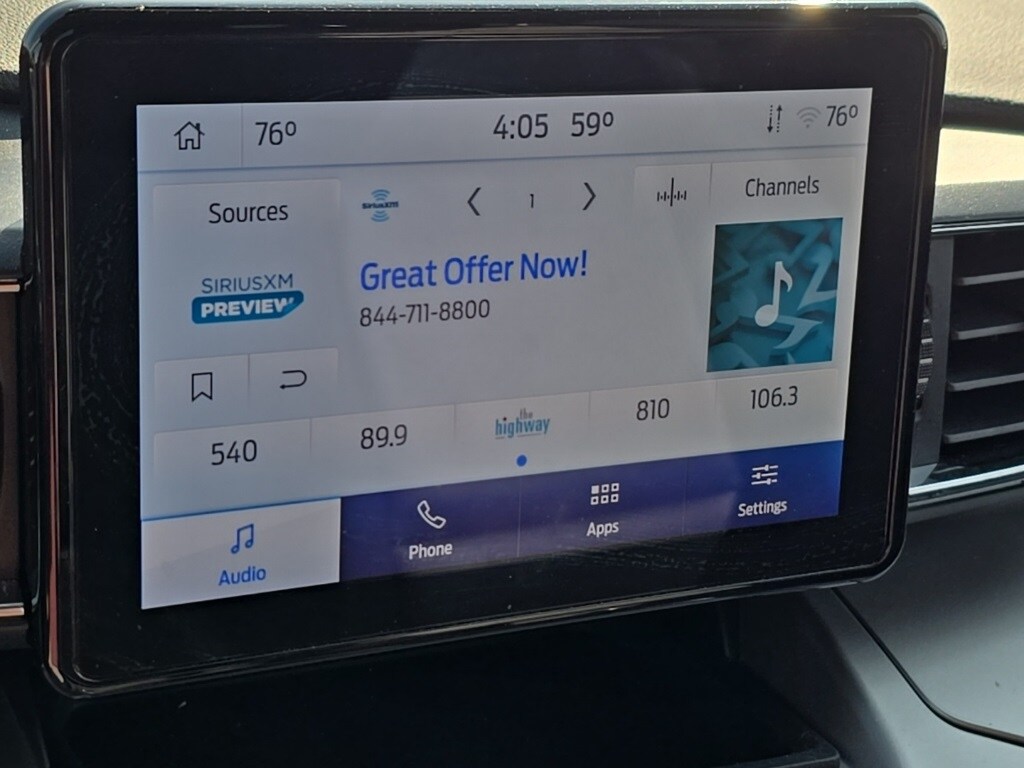 76° 4:05 59° 76°
Sources
SiriusXM
1
Channels
SIRIUSXM
PREVIEW
Great Offer Now!
844-711-8800
540
89.9
the
highway
810
106.3
Audio
Phone
Apps
Settings